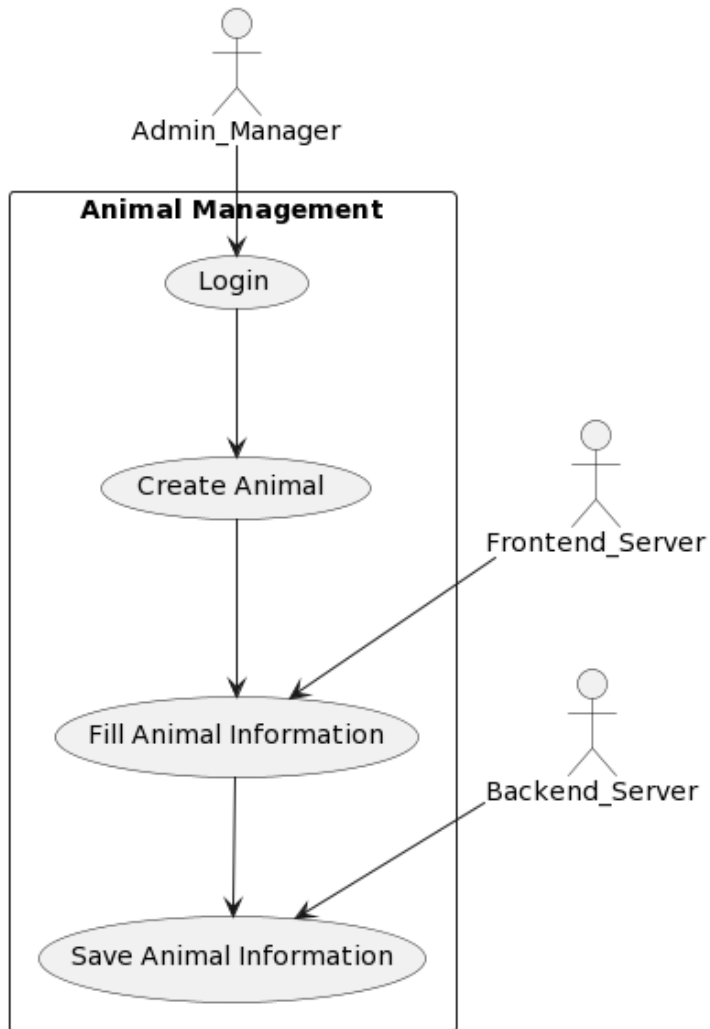 Admin_Manager
Animal Management
Login
Create Animal
Frontend_Server
Fill Animal Information
Backend_Server
Save Animal Information